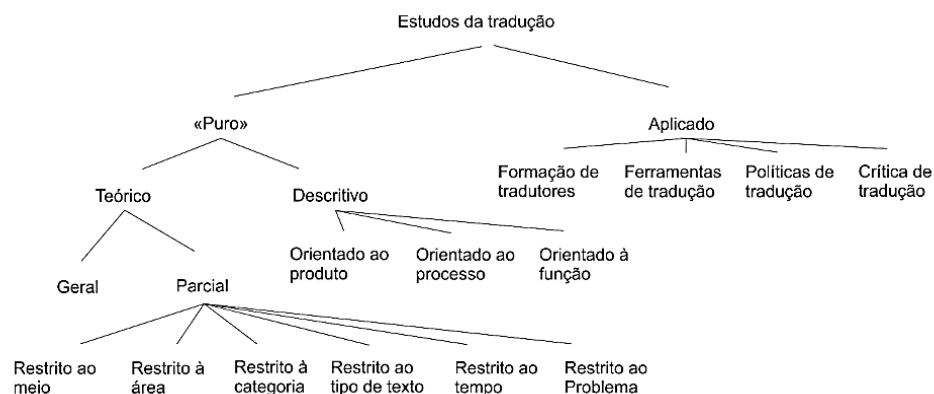 Estudos da tradução
«Puro»
Aplicado
Formação de
tradutores
Ferramentas
de tradução
Políticas de
tradução
Crítica de
tradução
Teórico
Descritivo
Orientado ao
produto
Orientado ao
processo
Orientado à
função
Geral
Parcial
Restrito ao
meio
Restrito à
área
Restrito à
categoria
Restrito ao
tipo de texto
Restrito ao
tempo
Restrito ao
Problema